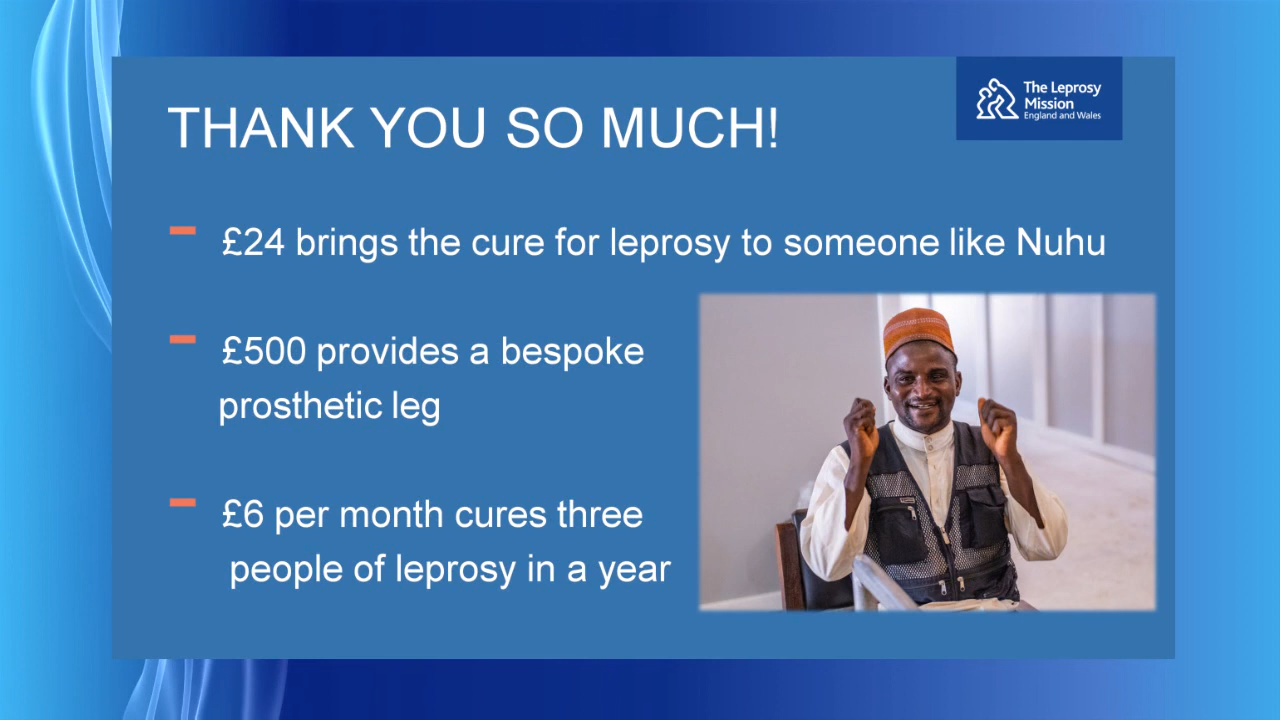 THANK YOU SO MUCH!
The Leprosy
Mission
England and Wales
£24 brings the cure for leprosy to someone like Nuhu
£500 provides a bespoke
prosthetic leg
£6 per month cures three
people of leprosy in a year